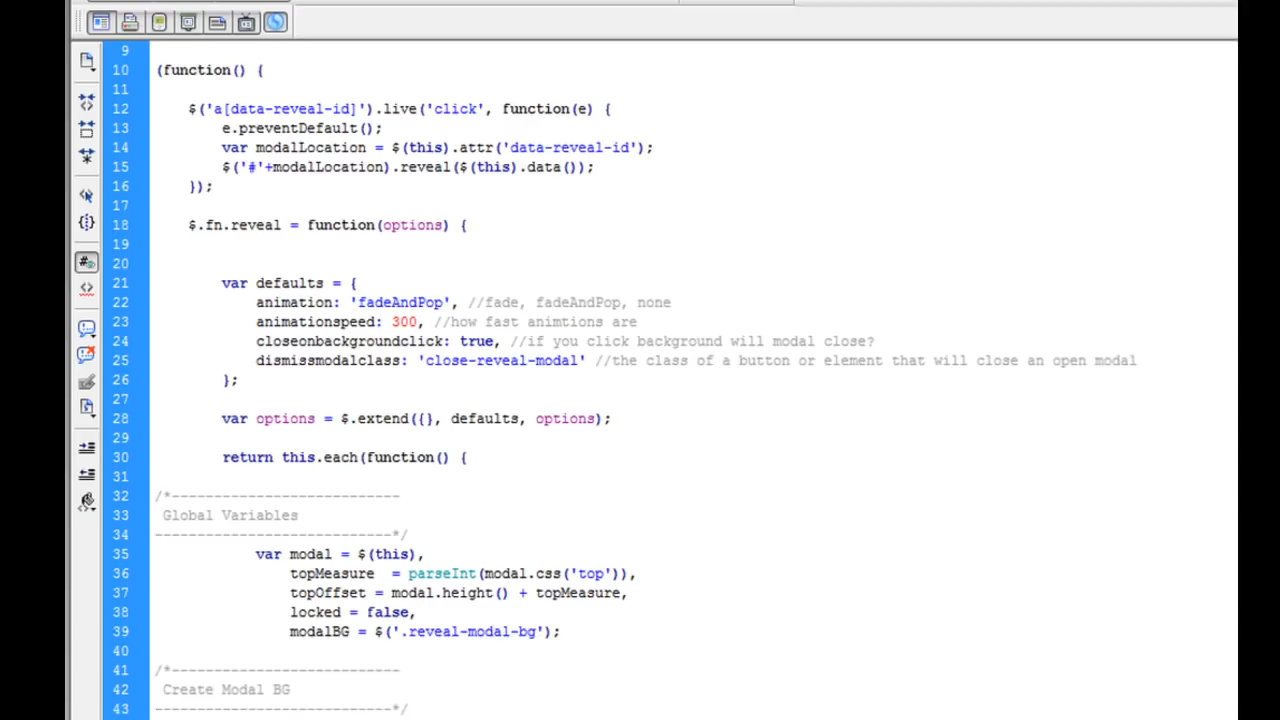 9
10 (function() {
11
12 $('a[data-reveal-id]').live('click', function(e) {
13 e.preventDefault();
14 var modalLocation = $(this).attr('data-reveal-id');
15 $('#'+modalLocation).reveal($(this).data());
16 });
17
18 $.fn.reveal = function(options) {
19
20
21 var defaults = {
22 animation: 'fadeAndPop', //fade, fadeAndPop, none
23 animationspeed: 300, //how fast animtions are
24 closeonbackgroundclick: true, //if you click background will modal close?
25 dismissmodalclass: 'close-reveal-modal' //the class of a button or element that will close an open modal
26 };
27
28 var options = $.extend({}, defaults, options);
29
30 return this.each(function() {
31
32 /*---------------------------
33 Global Variables
34 ----------------------------*/
35 var modal = $(this),
36 topMeasure  = parseInt(modal.css('top')),
37 topOffset = modal.height() + topMeasure,
38 locked = false,
39 modalBG = $('.reveal-modal-bg');
40
41 /*---------------------------
42 Create Modal BG
43 ----------------------------*/